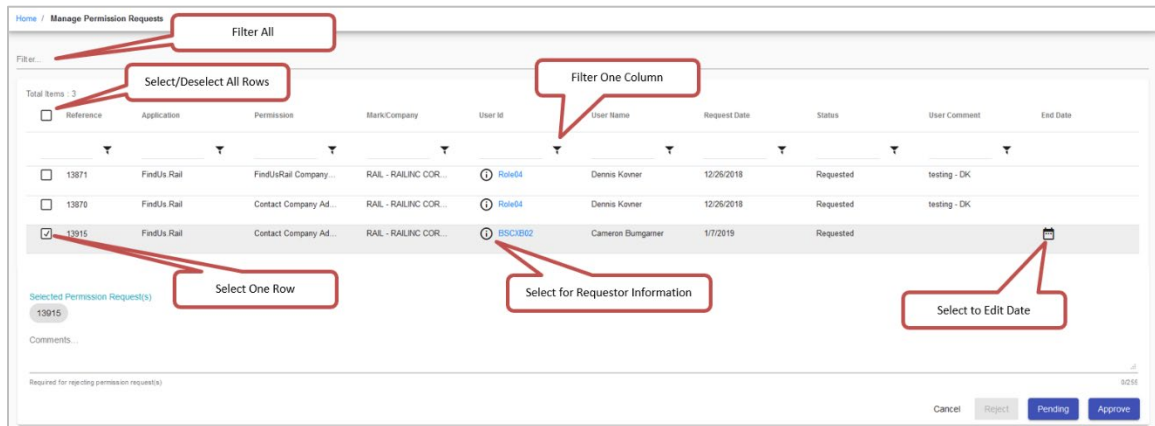 Home / Manage Permission Requests
Filter All
Filter...
Select/Deselect All Rows
Filter One Column
Total Items : 3
Reference Application Permission Mark/Company User Id User Name Request Date Status User Comment End Date
13871 FindUs.Rail FindUsRail Company... RAIL - RAILINC COR... Role04 Dennis Kovner 12/26/2018 Requested testing - DK
13870 FindUs.Rail Contact Company Ad... RAIL - RAILINC COR... Role04 Dennis Kovner 12/26/2018 Requested testing - DK
13915 FindUs.Rail Contact Company Ad... RAIL - RAILINC COR... Cameron Bumgarner 1/7/2019 Requested
Select One Row
Select for Requestor Information
Select to Edit Date
Selected Permission Request(s)
13915
Comments...
Required for rejecting permission request(s) 0/255
Cancel Reject Pending Approve